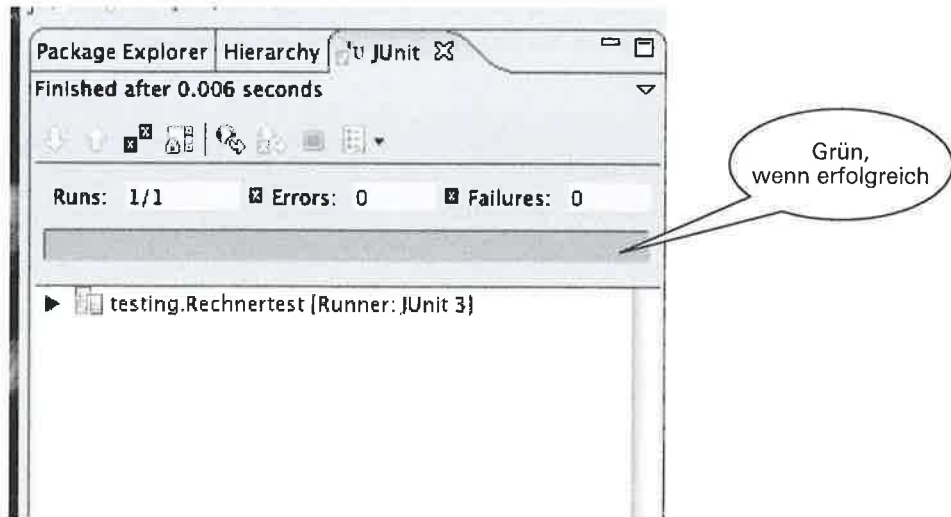 Package Explorer Hierarchy JUnit
Finished after 0.006 seconds
Runs: 1/1 Errors: 0 Failures: 0
Grün,
wenn erfolgreich
testing.Rechnertest [Runner: JUnit 3]